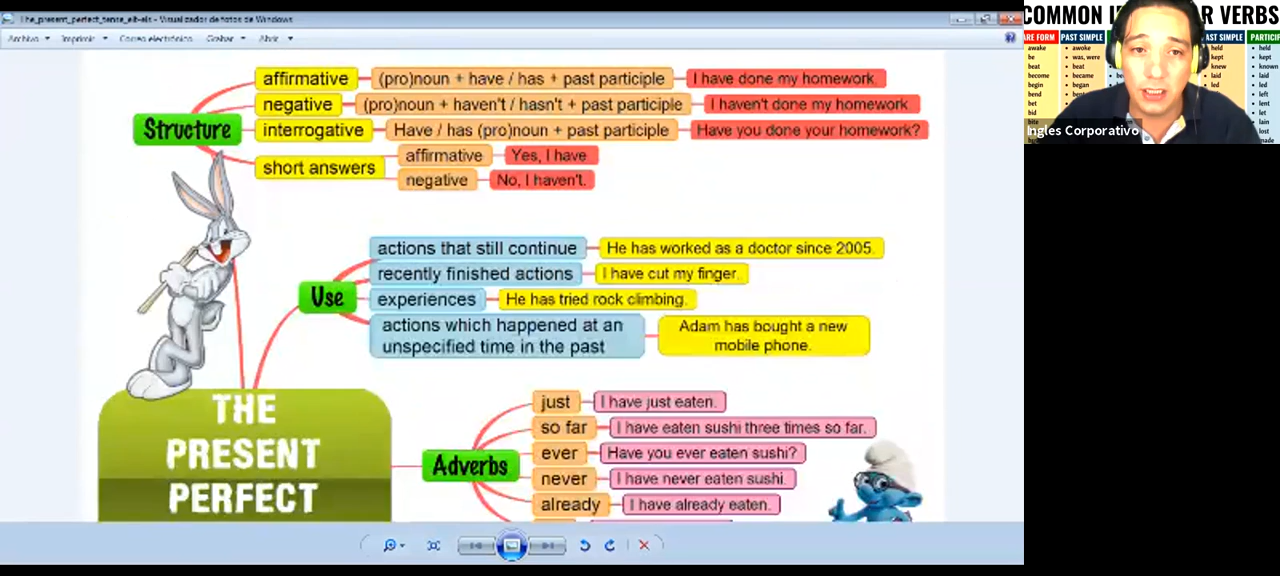 The_present_perfect_tense_elt-els - Visualizador de fotos de Windows
Archivo Imprimir Correo electrónico Grabar Abrir
affirmative (pro)noun + have / has + past participle I have done my homework.
negative (pro)noun + haven't / hasn't + past participle I haven't done my homework
Structure
interrogative Have / has (pro)noun + past participle Have you done your homework?
short answers
affirmative Yes, I have
negative No, I haven't.
Use
actions that still continue He has worked as a doctor since 2005.
recently finished actions I have cut my finger.
experiences He has tried rock climbing.
actions which happened at an
unspecified time in the past
Adam has bought a new
mobile phone.
THE
PRESENT
PERFECT
Adverbs
just I have just eaten.
so far I have eaten sushi three times so far.
ever Have you ever eaten sushi?
never I have never eaten sushi.
already I have already eaten.
COMMON R VERBS
ARE FORM PAST SIMPLE AST SIMPLE PARTICIP
awake awoke held held
be was, were kept kept
beat beat knew known
become became laid laid
begin began led led
bend left
bet lent
bid let
bite lain
lost
made
Ingles Corporativo